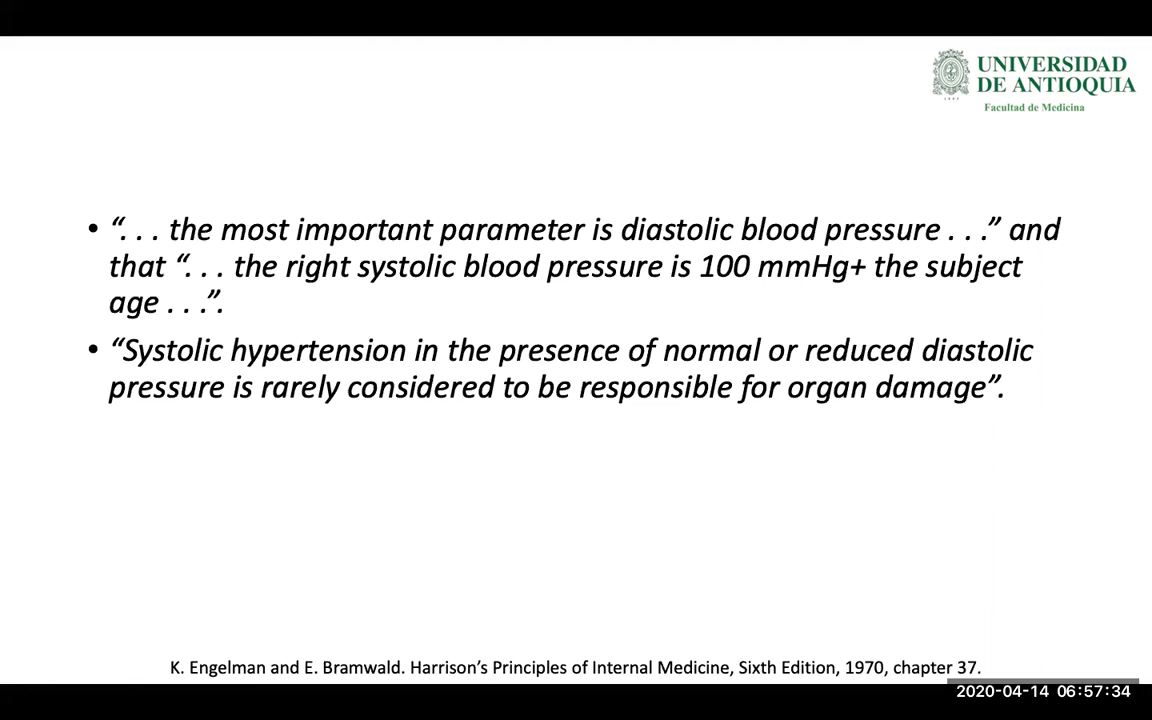 UNIVERSIDAD
DE ANTIOQUIA
1803
Facultad de Medicina
• “. . . the most important parameter is diastolic blood pressure . . .” and
that “. . . the right systolic blood pressure is 100 mmHg+ the subject
age . . .”.
• “Systolic hypertension in the presence of normal or reduced diastolic
pressure is rarely considered to be responsible for organ damage”.
K. Engelman and E. Bramwald. Harrison’s Principles of Internal Medicine, Sixth Edition, 1970, chapter 37.
2020-04-14 06:57:34